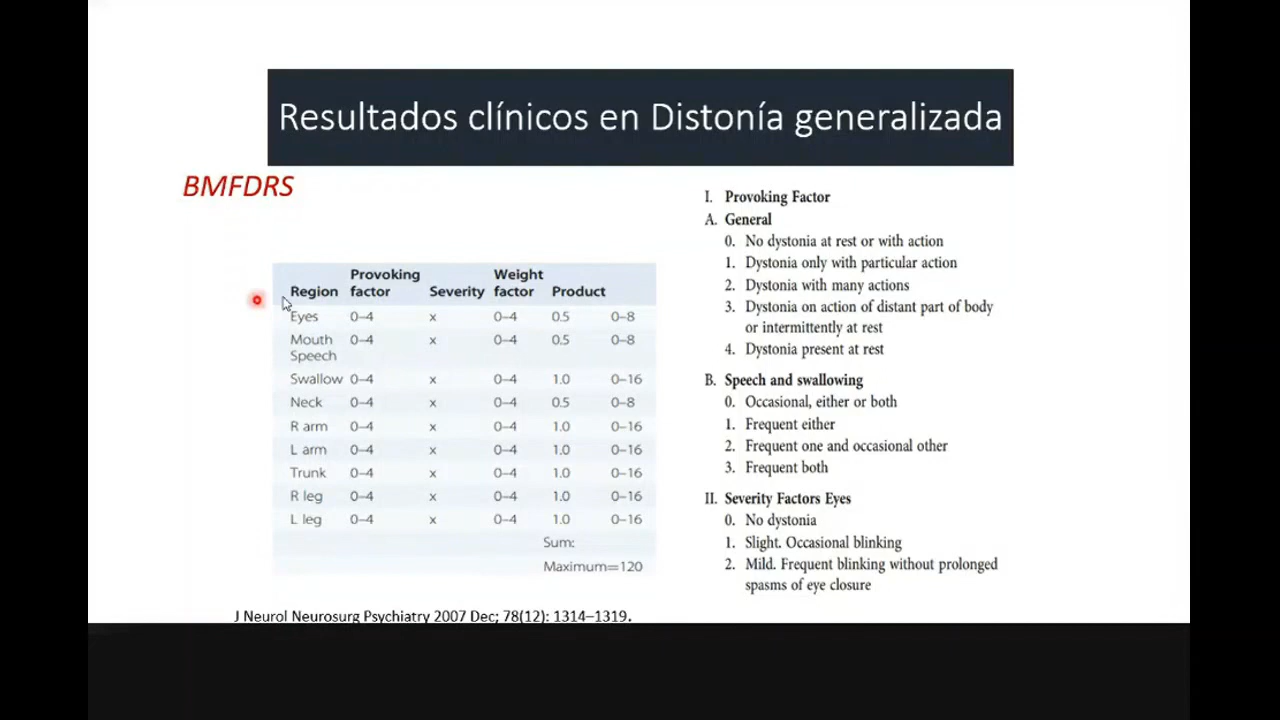 Resultados clínicos en Distonía generalizada
BMFDRS
Region Provoking factor Severity Weight factor Product
Eyes 0–4 x 0–4 0.5 0–8
Mouth Speech 0–4 x 0–4 0.5 0–8
Swallow 0–4 x 0–4 1.0 0–16
Neck 0–4 x 0–4 0.5 0–8
R arm 0–4 x 0–4 1.0 0–16
L arm 0–4 x 0–4 1.0 0–16
Trunk 0–4 x 0–4 1.0 0–16
R leg 0–4 x 0–4 1.0 0–16
L leg 0–4 x 0–4 1.0 0–16
Sum:
Maximum=120
I. Provoking Factor
A. General
0. No dystonia at rest or with action
1. Dystonia only with particular action
2. Dystonia with many actions
3. Dystonia on action of distant part of body
or intermittently at rest
4. Dystonia present at rest
B. Speech and swallowing
0. Occasional, either or both
1. Frequent either
2. Frequent one and occasional other
3. Frequent both
II. Severity Factors Eyes
0. No dystonia
1. Slight. Occasional blinking
2. Mild. Frequent blinking without prolonged
spasms of eye closure
J Neurol Neurosurg Psychiatry 2007 Dec; 78(12): 1314–1319.